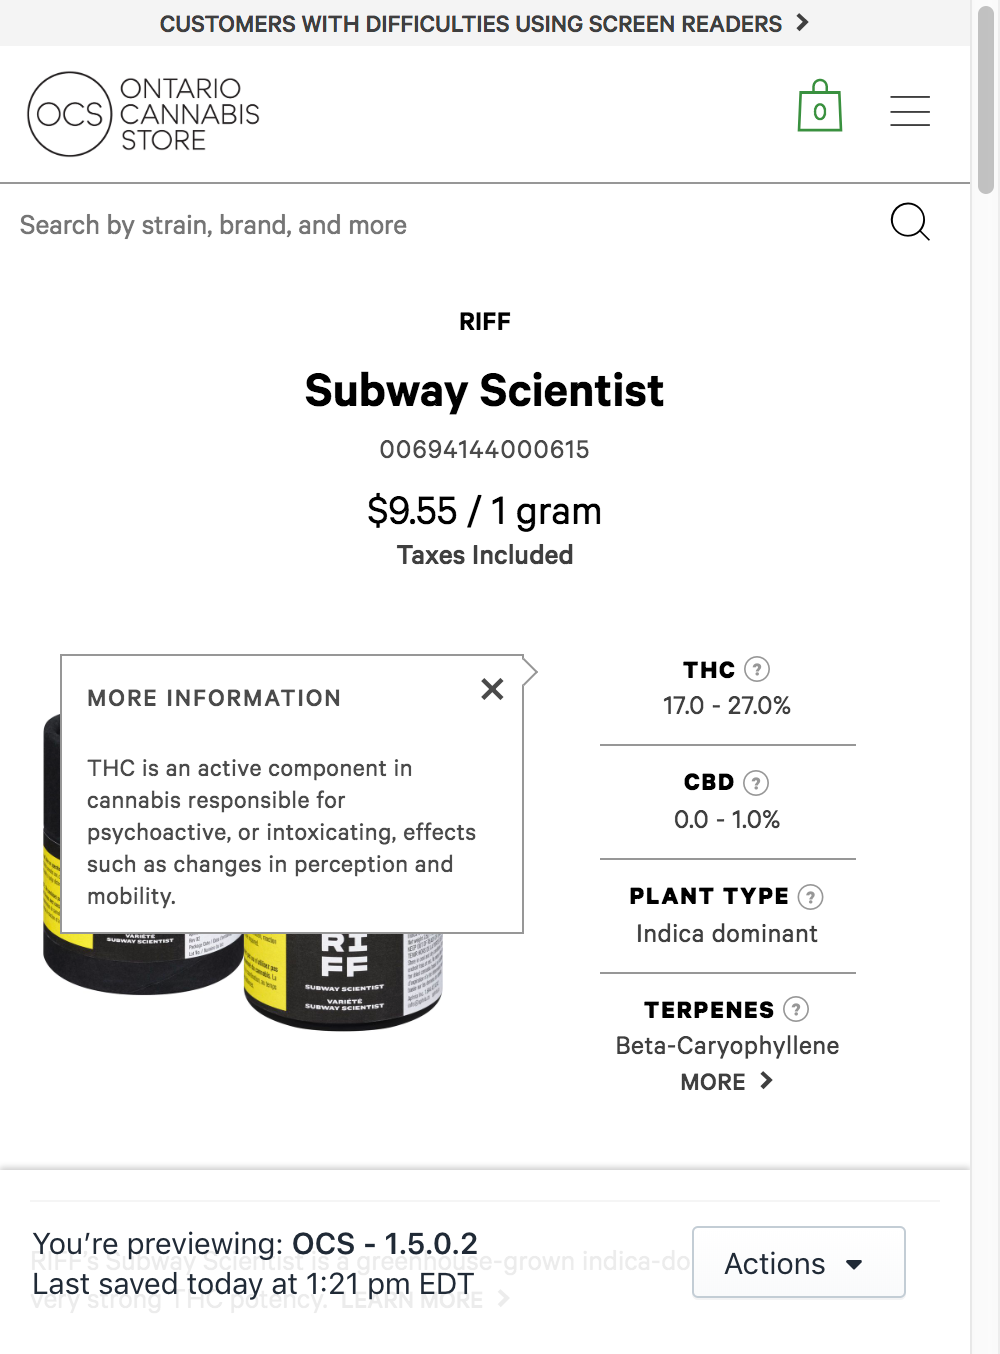 CUSTOMERS WITH DIFFICULTIES USING SCREEN READERS
OCS
ONTARIO
CANNABIS
STORE
0
Search by strain, brand, and more
RIFF
Subway Scientist
00694144000615
$9.55 / 1 gram
Taxes Included
MORE INFORMATION
THC is an active component in
cannabis responsible for
psychoactive, or intoxicating, effects
such as changes in perception and
mobility.
VARIÉTÉ
SUBWAY SCIENTIST
RI
FF
SUBWAY SCIENTIST
VARIÉTÉ
SUBWAY SCIENTIST
THC ?
17.0 - 27.0%
CBD ?
0.0 - 1.0%
PLANT TYPE ?
Indica dominant
TERPENES ?
Beta-Caryophyllene
MORE
You’re previewing: OCS - 1.5.0.2
Last saved today at 1:21 pm EDT
Actions
RIFF's Subway Scientist is a greenhouse-grown indica-do
very strong THC potency. LEARN MORE